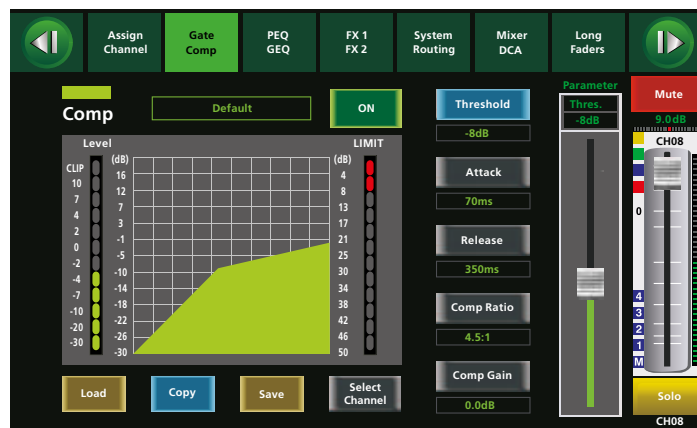 Assign Channel
Gate Comp
PEQ GEQ
FX 1 FX 2
System Routing
Mixer DCA
Long Faders
Comp
Default
ON
Level
LIMIT
(dB)
(dB)
CLIP
10
7
4
2
0
-2
-4
-7
-10
-20
-30
16
12
7
3
-1
-5
-10
-14
-18
-22
-26
-30
4
8
13
17
21
25
30
34
38
42
46
50
Load
Copy
Save
Select Channel
Threshold
-8dB
Attack
70ms
Release
350ms
Comp Ratio
4.5:1
Comp Gain
0.0dB
Parameter
Thres.
-8dB
Mute
9.0dB
CH08
0
4
3
2
1
M
Solo
CH08